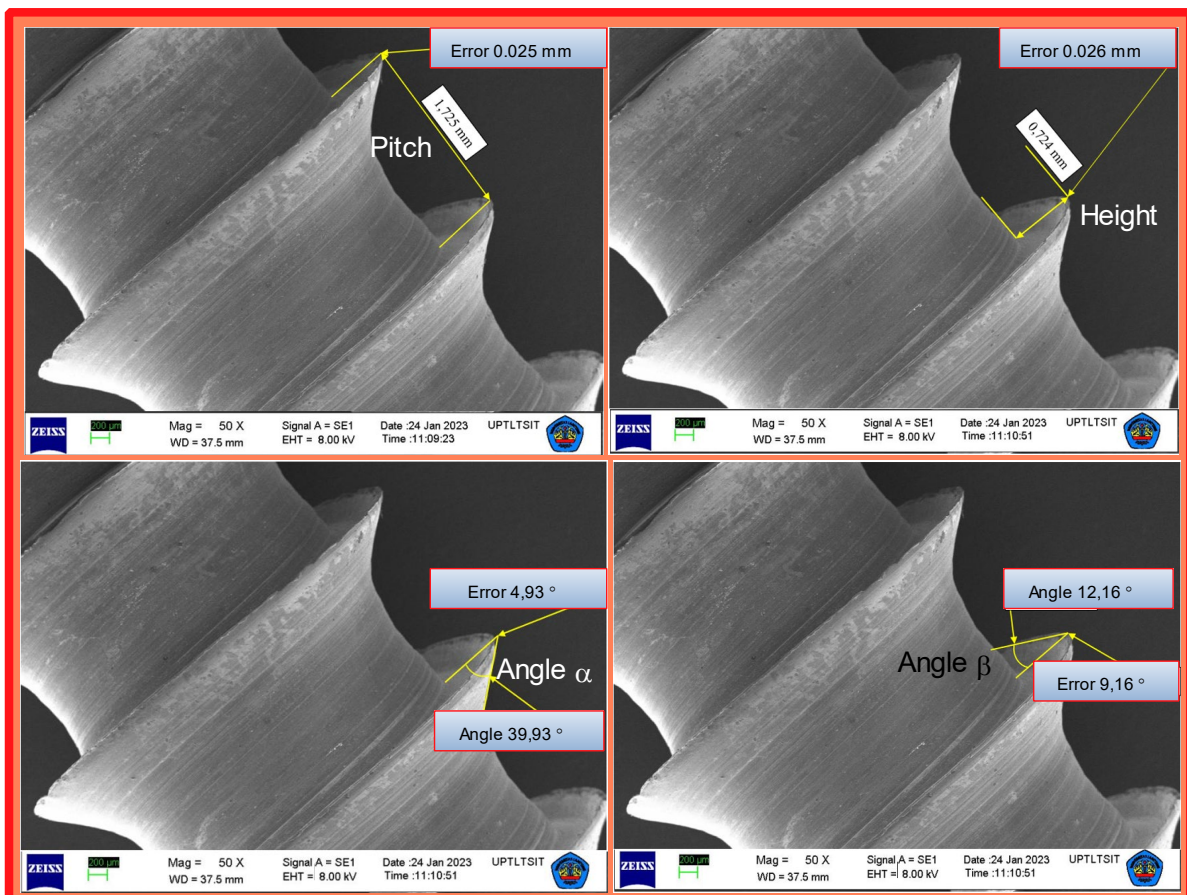 Error 0.025 mm
1,725 mm
Pitch
ZEISS
200 µm
Mag = 50 X
WD = 37.5 mm
Signal A = SE1
EHT = 8.00 kV
Date :24 Jan 2023
Time :11:09:23
UPTLTSIT
Error 0.026 mm
0,724 mm
Height
ZEISS
200 µm
Mag = 50 X
WD = 37.5 mm
Signal A = SE1
EHT = 8.00 kV
Date :24 Jan 2023
Time :11:10:51
UPTLTSIT
Error 4,93 °
Angle α
Angle 39,93 °
ZEISS
200 µm
Mag = 50 X
WD = 37.5 mm
Signal A = SE1
EHT = 8.00 kV
Date :24 Jan 2023
Time :11:10:51
UPTLTSIT
Angle 12,16 °
Angle β
Error 9,16 °
ZEISS
200 µm
Mag = 50 X
WD = 37.5 mm
Signal A = SE1
EHT = 8.00 kV
Date :24 Jan 2023
Time :11:10:51
UPTLTSIT